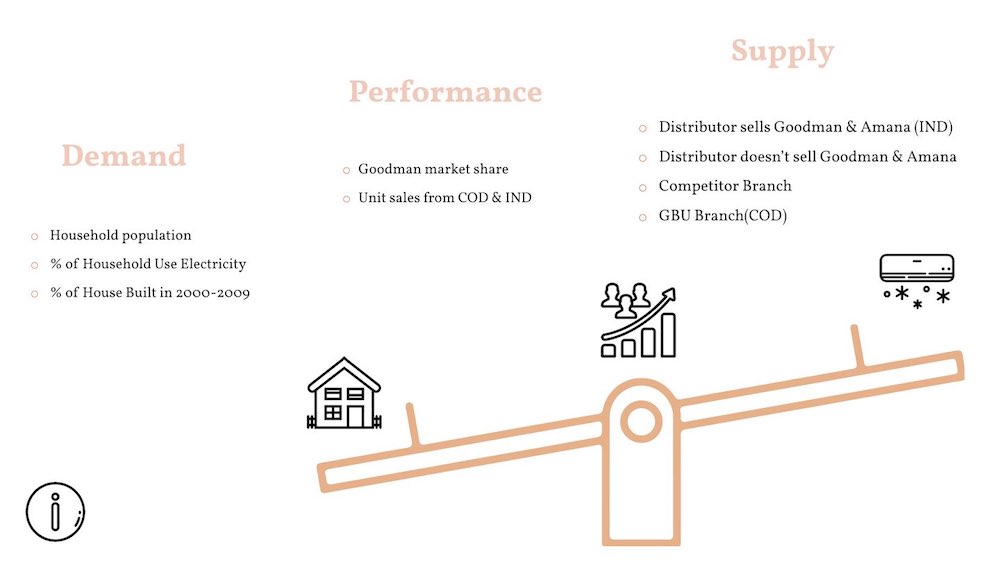 Demand
Household population
% of Household Use Electricity
% of House Built in 2000-2009
Performance
Goodman market share
Unit sales from COD & IND
Supply
Distributor sells Goodman & Amana (IND)
Distributor doesn't sell Goodman & Amana
Competitor Branch
GBU Branch(COD)